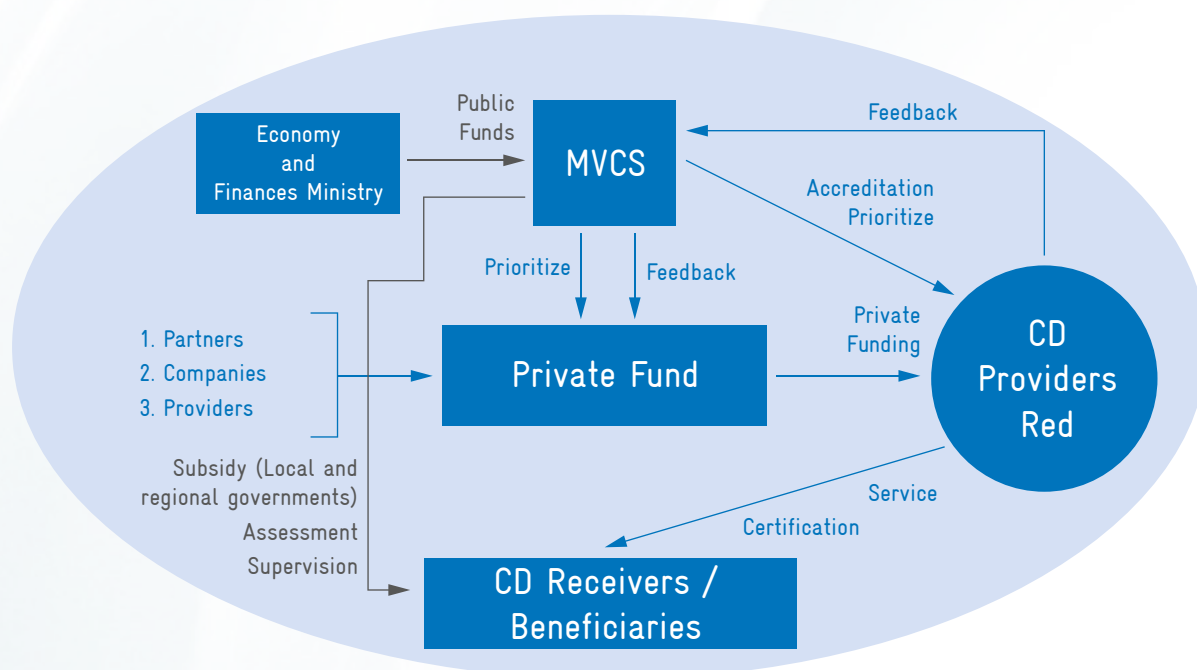 Economy
and
Finances Ministry
Public
Funds
MVCS
Feedback
Accreditation
Prioritize
Prioritize
Feedback
1. Partners
2. Companies
3. Providers
Private Fund
Private
Funding
CD
Providers
Red
Subsidy (Local and
regional governments)
Assessment
Supervision
Service
Certification
CD Receivers /
Beneficiaries